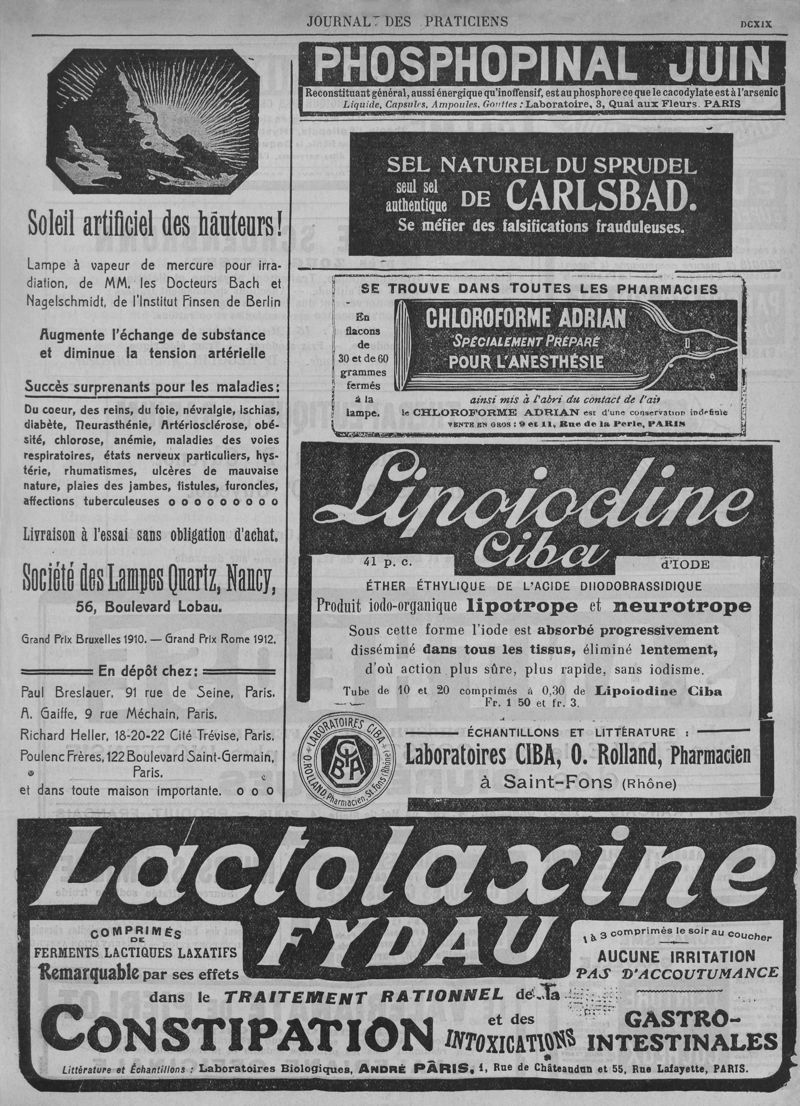 JOURNAL DES PRATICIENS
DCXIX
Soleil artificiel des hâuteurs!
Lampe à vapeur de mercure pour irra-
diation, de MM. les Docteurs Bach et
Nagelschmidt, de l'Institut Finsen de Berlin
Augmente l'échange de substance
et diminue la tension artérielle
Succès surprenants pour les maladies:
Du coeur, des reins, du foie, névralgie, Ischias,
diabète, Neurasthénie, Artériosclérose, obé-
sité, chlorose, anémie, maladies des voies
respiratoires, états nerveux particuliers, hys-
térie, rhumatismes, ulcères de mauvaise
nature, plaies des jambes, fistules, furoncles,
affections tuberculeuses o o o o o o o o o
Livraison à l'essai sans obligation d'achat.
Société des Lampes Quartz, Nancy,
56, Boulevard Lobau.
Grand Prix Bruxelles 1910. — Grand Prix Rome 1912.
En dépôt chez:
Paul Breslauer, 91 rue de Seine, Paris.
A. Gaiffe, 9 rue Méchain, Paris.
Richard Heller, 18-20-22 Cité Trévise, Paris.
Poulenc Frères, 122 Boulevard Saint-Germain,
Paris.
et dans toute maison importante. o o o
PHOSPHOPINAL JUIN
Reconstituant général, aussi énergique qu'inoffensif, est au phosphore ce que le cacodylate est à l'arsenic
Liquide, Capsules, Ampoules, Gouttes: Laboratoire, 3, Quai aux Fleurs. PARIS
SEL NATUREL DU SPRUDEL
seul sel
authentique
DE CARLSBAD.
Se méfier des falsifications frauduleuses.
SE TROUVE DANS TOUTES LES PHARMACIES
En
flacons
de
30 et de 60
grammes
fermés
à la
lampe.
CHLOROFORME ADRIAN
SPÉCIALEMENT PRÉPARÉ
POUR L'ANESTHÉSIE
ainsi mis à l'abri du contact de l'air
le CHLOROFORME ADRIAN est d'une conservation indéfinie
VENTE EN GROS: 9 et 11, Rue de la Perle, PARIS
Lipoiodine
Ciba
41 p. c.
d'IODE
ÉTHER ÉTHYLIQUE DE L'ACIDE DIIODOBRASSIDIQUE
Produit iodo-organique lipotrope et neurotrope
Sous cette forme l'iode est absorbé progressivement
disséminé dans tous les tissus, éliminé lentement,
d'où action plus sûre, plus rapide, sans iodisme.
Tube de 10 et 20 comprimés à 0,30 de Lipoiodine Ciba
Fr. 1 50 et fr. 3.
LABORATOIRES CIBA
CIBA
O. ROLLAND, Pharmacien, St Fons (Rhône)
ÉCHANTILLONS ET LITTÉRATURE :
Laboratoires CIBA, O. Rolland, Pharmacien
à Saint-Fons (Rhône)
Lactolaxine
FYDAU
COMPRIMÉS
DE
FERMENTS LACTIQUES LAXATIFS
Remarquable par ses effets
1 à 3 comprimés le soir au coucher
AUCUNE IRRITATION
PAS D'ACCOUTUMANCE
dans le TRAITEMENT RATIONNEL de la
CONSTIPATION et des INTOXICATIONS GASTRO-
INTESTINALES
Littérature et Échantillons : Laboratoires Biologiques, ANDRÉ PÂRIS, 4, Rue de Châteaudun et 55, Rue Lafayette, PARIS.